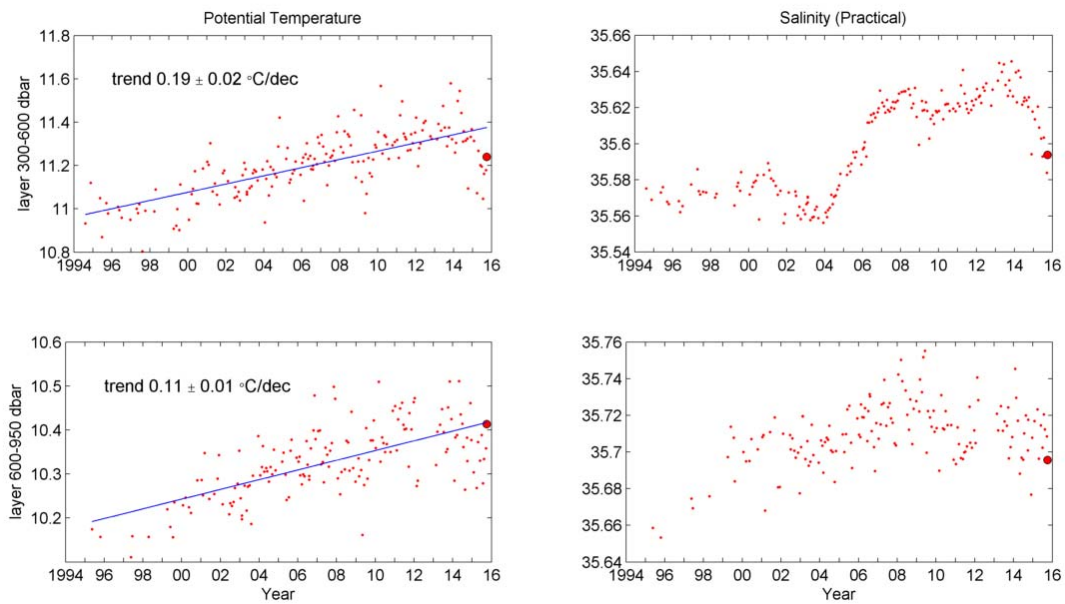 Potential Temperature
layer 300-600 dbar
11.8
11.6
11.4
11.2
11
10.8
trend 0.19 ± 0.02 °C/dec
1994 96 98 00 02 04 06 08 10 12 14 16
Salinity (Practical)
35.66
35.64
35.62
35.6
35.58
35.56
35.54
1994 96 98 00 02 04 06 08 10 12 14 16
layer 600-950 dbar
10.6
10.5
10.4
10.3
10.2
trend 0.11 ± 0.01 °C/dec
1994 96 98 00 02 04 06 08 10 12 14 16
Year
35.76
35.74
35.72
35.7
35.68
35.66
35.64
1994 96 98 00 02 04 06 08 10 12 14 16
Year